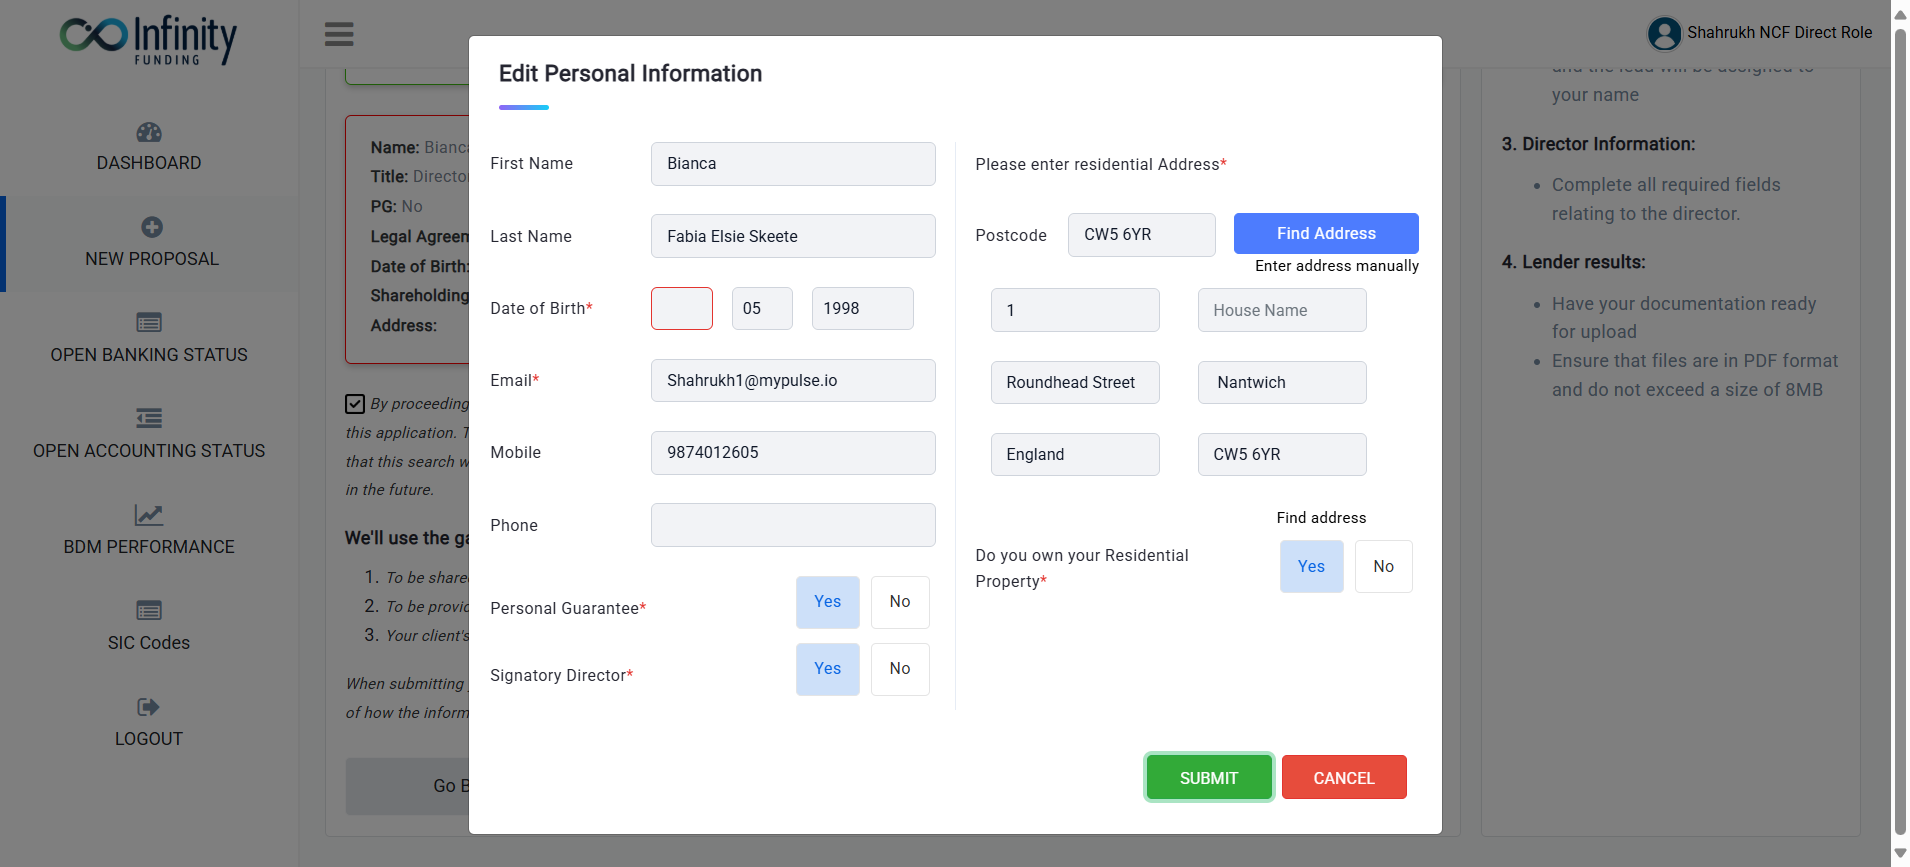 Infinity
FUNDING
DASHBOARD
NEW PROPOSAL
OPEN BANKING STATUS
OPEN ACCOUNTING STATUS
BDM PERFORMANCE
SIC Codes
LOGOUT
Shahrukh NCF Direct Role
Name: Bianca
Title: Director
PG: No
Legal Agreem
Date of Birth:
Shareholding
Address:
By proceeding
this application. T
that this search w
in the future.
We'll use the ga
1. To be share
2. To be provid
3. Your client's
When submitting
of how the inform
Go B
Edit Personal Information
First Name
Bianca
Last Name
Fabia Elsie Skeete
Date of Birth*
05
1998
Email*
Shahrukh1@mypulse.io
Mobile
9874012605
Phone
Personal Guarantee*
Yes
No
Signatory Director*
Yes
No
Please enter residential Address*
Postcode
CW5 6YR
Find Address
Enter address manually
1
House Name
Roundhead Street
Nantwich
England
CW5 6YR
Find address
Do you own your Residential
Property*
Yes
No
SUBMIT
CANCEL
and the lead will be assigned to
your name
3. Director Information:
Complete all required fields
relating to the director.
4. Lender results:
Have your documentation ready
for upload
Ensure that files are in PDF format
and do not exceed a size of 8MB